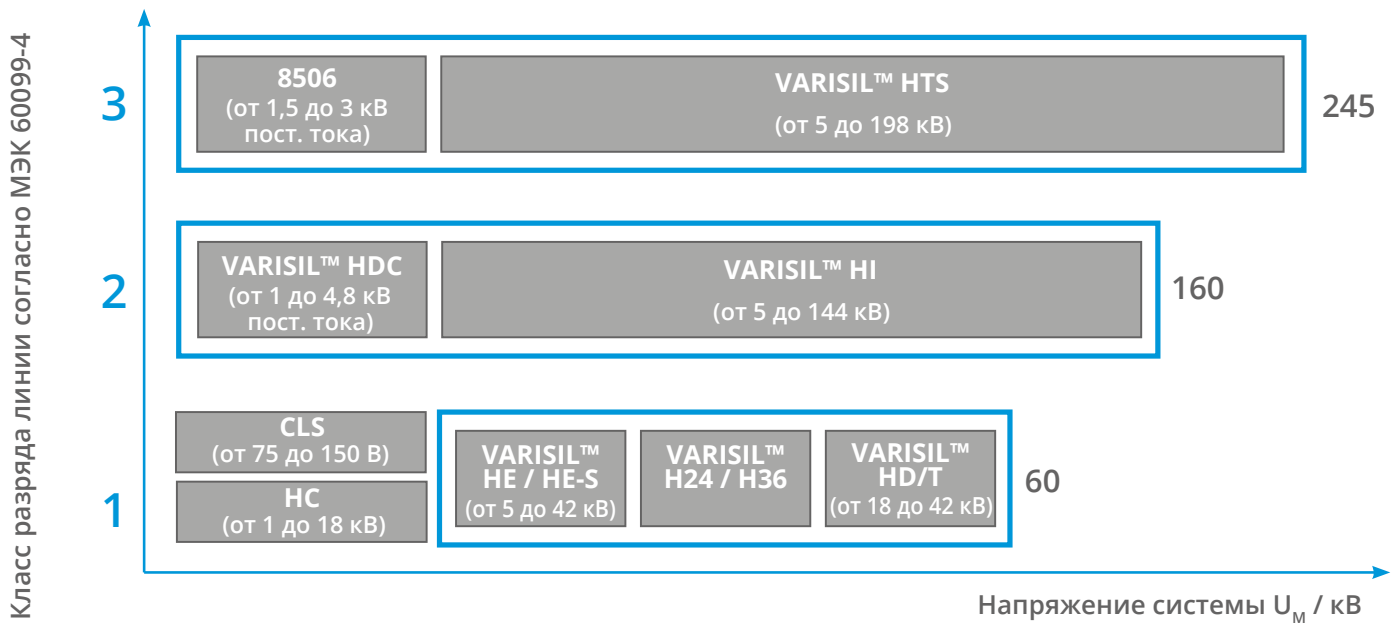 Класс разряда линии согласно МЭК 60099-4
3
8506
(от 1,5 до 3 кВ
пост. тока)
VARISIL™ HTS
(от 5 до 198 кВ)
245
2
VARISIL™ HDC
(от 1 до 4,8 кВ
пост. тока)
VARISIL™ HI
(от 5 до 144 кВ)
160
1
CLS
(от 75 до 150 В)
HC
(от 1 до 18 кВ)
VARISIL™
HE / HE-S
(от 5 до 42 кВ)
VARISIL™
H24 / H36
VARISIL™
HD/T
(от 18 до 42 кВ)
60
Напряжение системы Uм / кВ